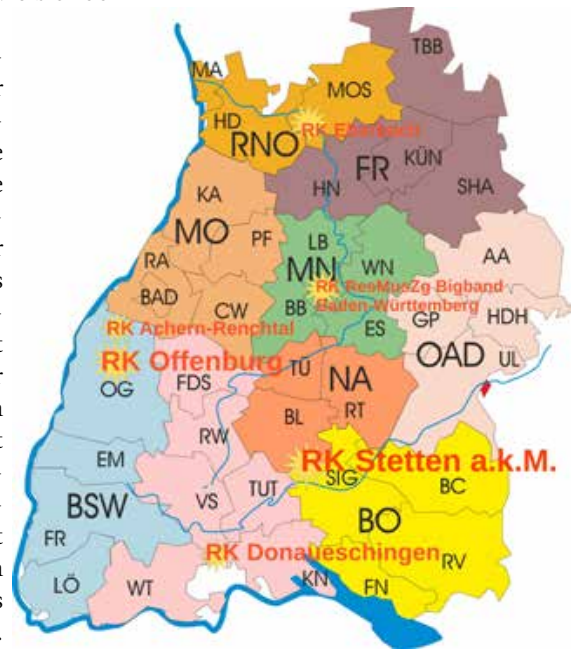 TBB
MA
MOS
HD
RNO
RK Eberbach
FR
KÜN
HN
SHA
KA
MO
PF
LB
AA
RA
MN
WN
BAD
RK ResMusZg Bigband
Baden-Württemberg
CW
BB
HDH
ES
GP
RK Achern-Renchtal
RK Offenburg
OAD
UL
OG
FDS
TÜ
NA
BL
RT
RW
RK Stetten a.k.M.
EM
SIG
BC
VS
TUT
BSW
BO
FR
RK Donaueschingen
RV
LÖ
WT
KN
FN